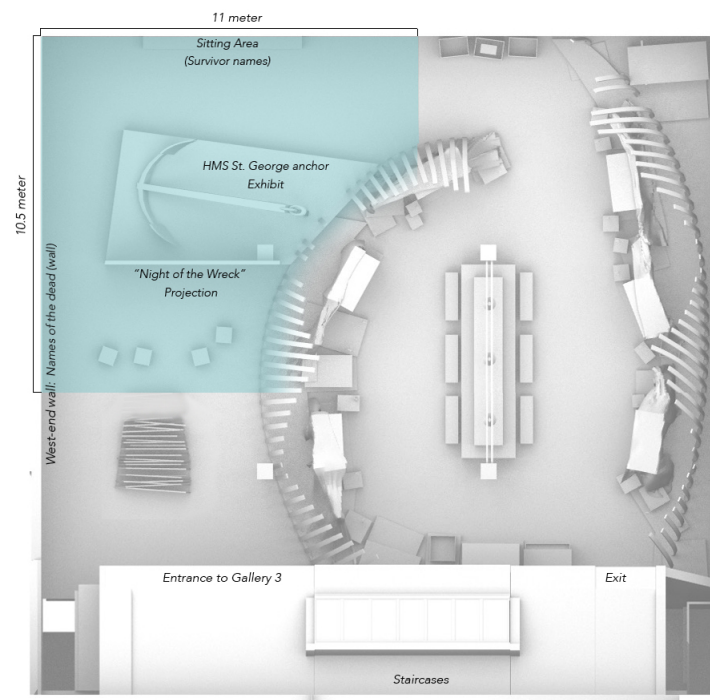 11 meter
Sitting Area
(Survivor names)
HMS St. George anchor
Exhibit
10.5 meter
"Night of the Wreck"
Projection
West-end wall: Names of the dead (wall)
Entrance to Gallery 3
Exit
Staircases